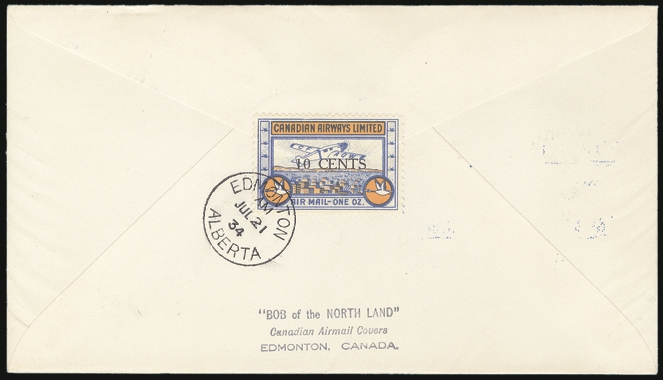 CANADIAN AIRWAYS LIMITED
10 CENTS
AIR MAIL-ONE OZ.
EDMONTON
AM
JUL 21
34
ALBERTA
"BOB of the NORTH LAND"
Canadian Airmail Covers
EDMONTON, CANADA.